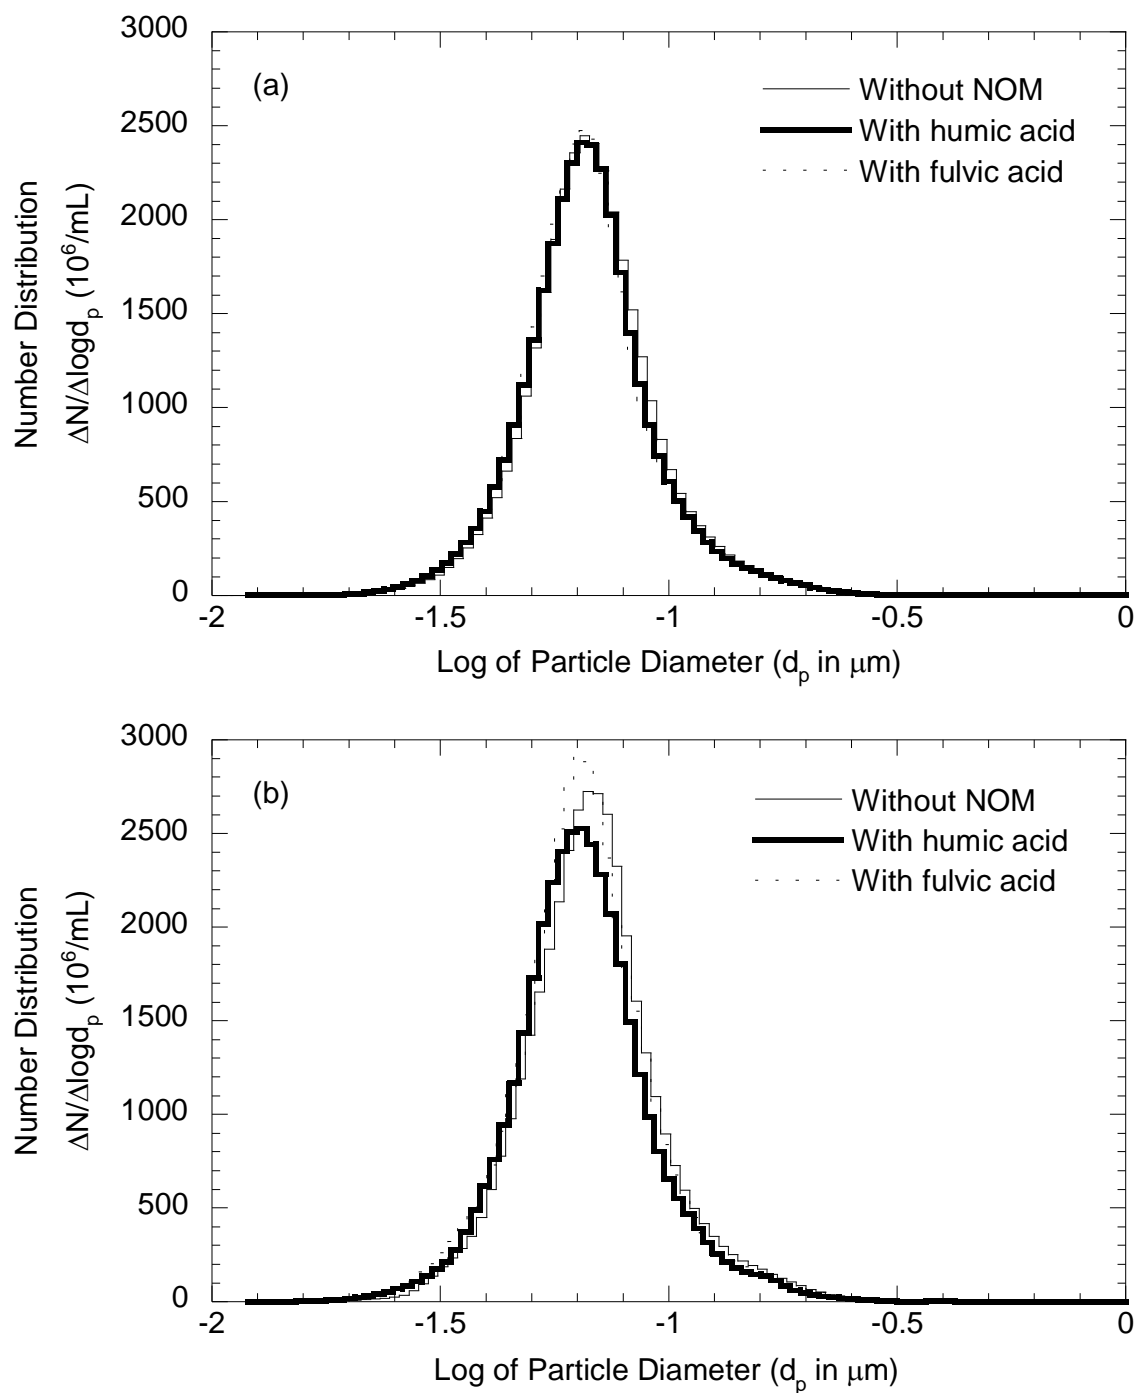 3000
2500
2000
1500
1000
500
0
Number Distribution
ΔN/Δlogdₚ (10⁶/mL)
(a)
Without NOM
With humic acid
With fulvic acid
-2
-1.5
-1
-0.5
0
Log of Particle Diameter (dₚ in μm)
3000
2500
2000
1500
1000
500
0
Number Distribution
ΔN/Δlogdₚ (10⁶/mL)
(b)
Without NOM
With humic acid
With fulvic acid
-2
-1.5
-1
-0.5
0
Log of Particle Diameter (dₚ in μm)